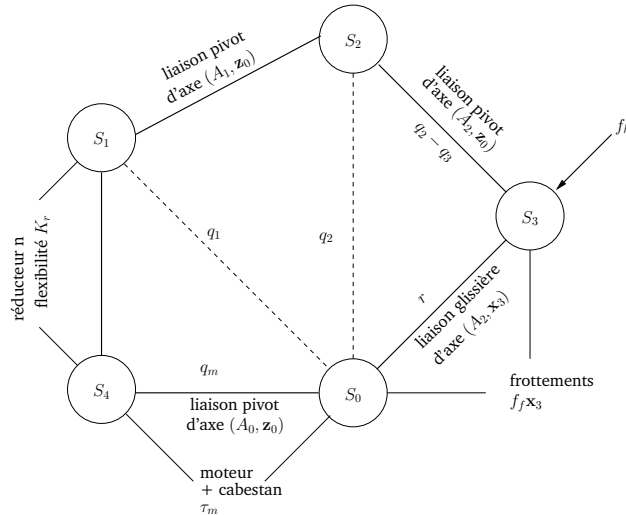 S₂
liaison pivot
d'axe (A₁, z₀)
liaison pivot
d'axe (A₂, z₀)
q₂ − q₃
S₁
S₃
q₁
q₂
réducteur n
flexibilité Kᵣ
r
liaison glissière
d'axe (A₂, x₃)
qₘ
S₄
S₀
liaison pivot
d'axe (A₀, z₀)
frottements
f_f x₃
moteur
+ cabestan
τₘ